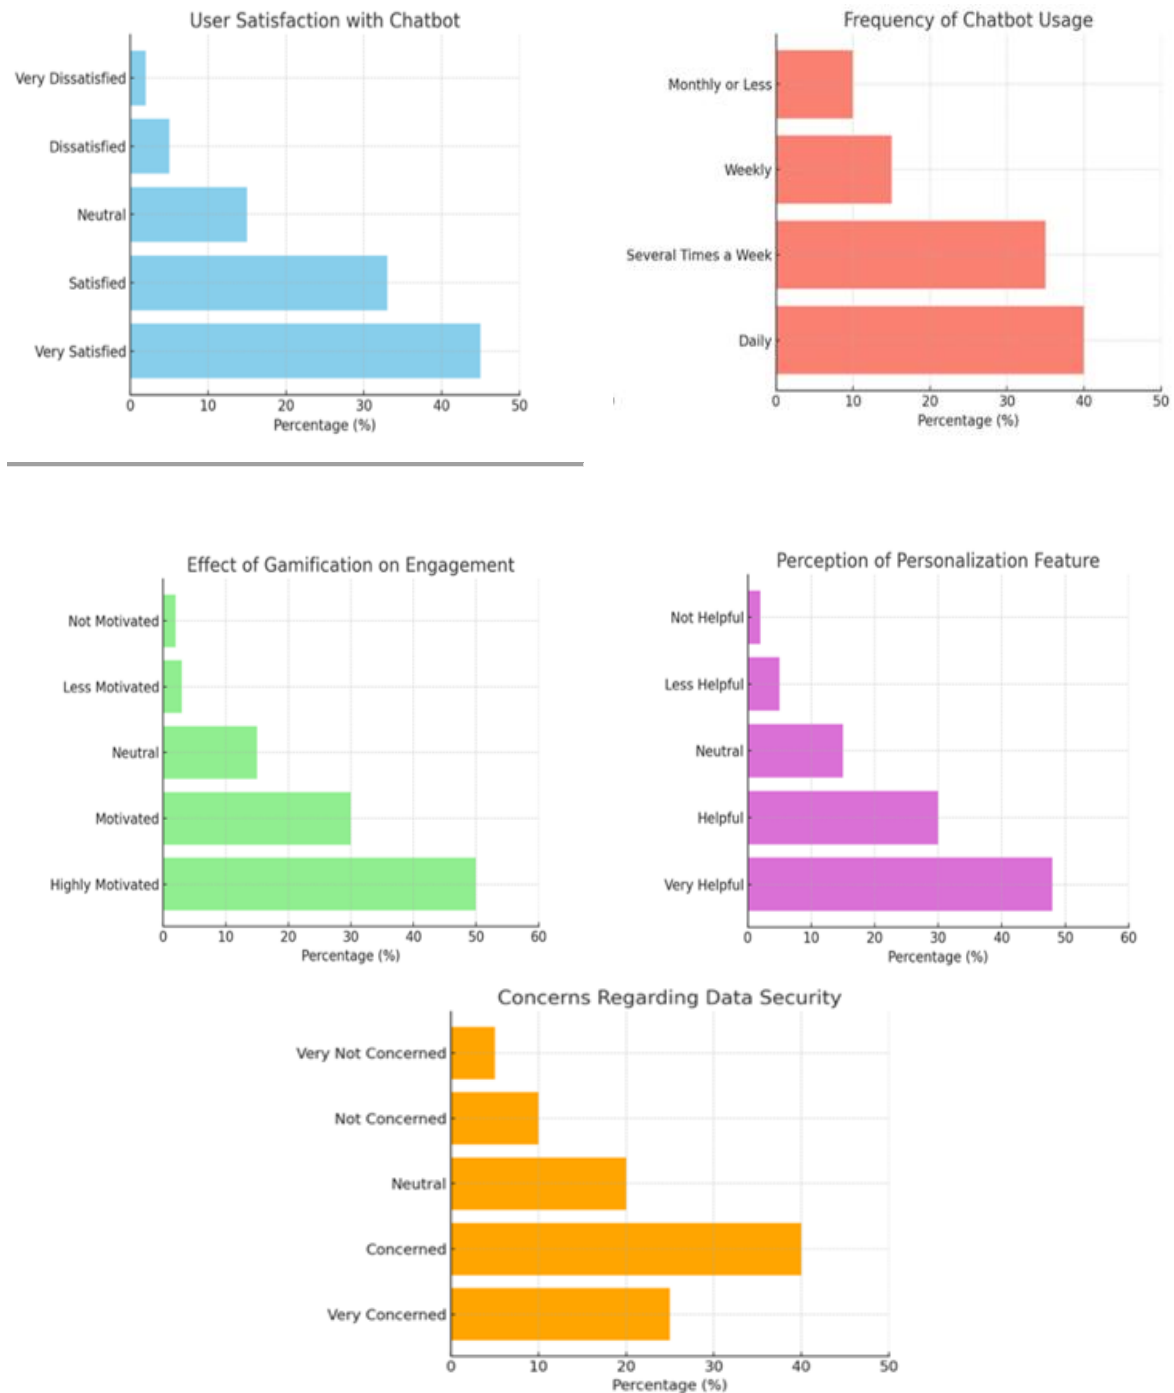 User Satisfaction with Chatbot
Very Dissatisfied
Dissatisfied
Neutral
Satisfied
Very Satisfied
0 10 20 30 40 50
Percentage (%)
Frequency of Chatbot Usage
Monthly or Less
Weekly
Several Times a Week
Daily
0 10 20 30 40 50
Percentage (%)
Effect of Gamification on Engagement
Not Motivated
Less Motivated
Neutral
Motivated
Highly Motivated
0 10 20 30 40 50 60
Percentage (%)
Perception of Personalization Feature
Not Helpful
Less Helpful
Neutral
Helpful
Very Helpful
0 10 20 30 40 50 60
Percentage (%)
Concerns Regarding Data Security
Very Not Concerned
Not Concerned
Neutral
Concerned
Very Concerned
0 10 20 30 40 50
Percentage (%)